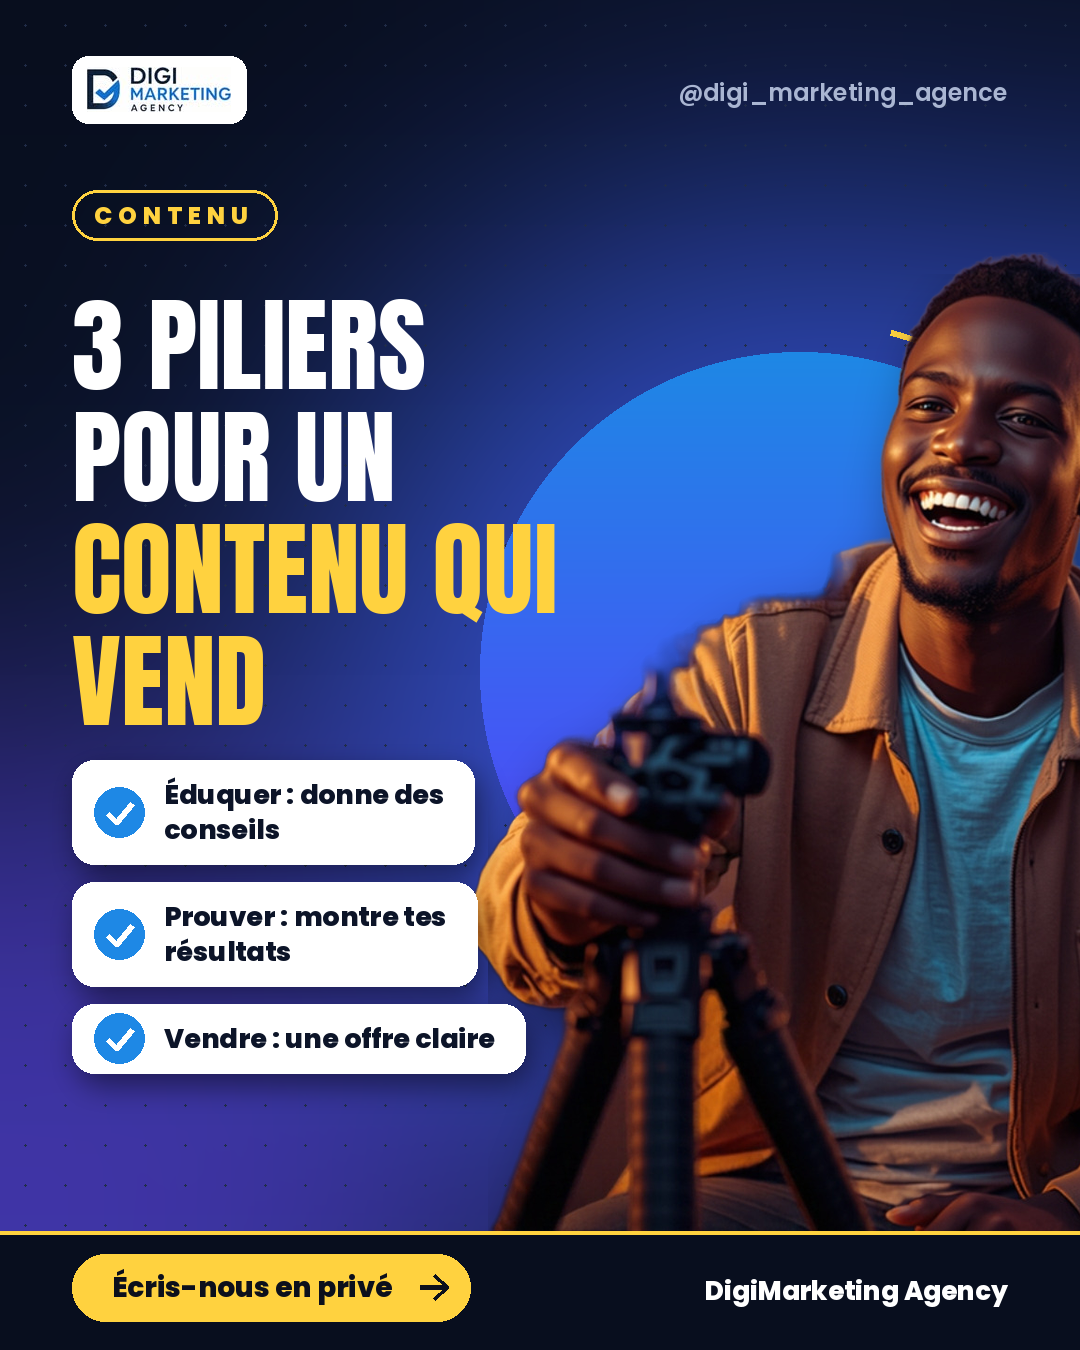 DIGI
MARKETING
AGENCY
@digi_marketing_agence
CONTENU
3 PILIERS
POUR UN
CONTENU QUI
VEND
Éduquer : donne des
conseils
Prouver : montre tes
résultats
Vendre : une offre claire
Écris-nous en privé
DigiMarketing Agency